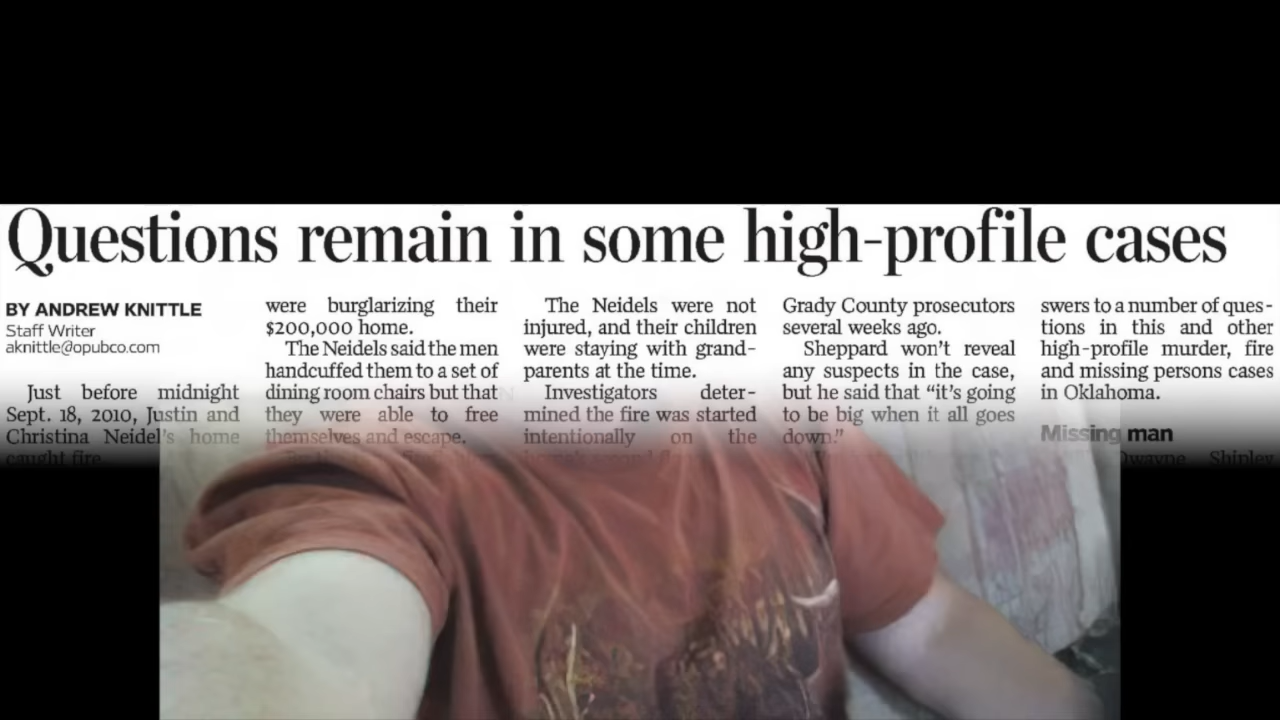 Questions remain in some high-profile cases
BY ANDREW KNITTLE
Staff Writer
aknittle@opubco.com
Just before midnight
Sept. 18, 2010, Justin and
Christina Neidel's home
caught fire.
were burglarizing their
$200,000 home.
The Neidels said the men
handcuffed them to a set of
dining room chairs but that
they were able to free
themselves and escape.
The Neidels were not
injured, and their children
were staying with grand-
parents at the time.
Investigators deter-
mined the fire was started
intentionally on the
Grady County prosecutors
several weeks ago.
Sheppard won't reveal
any suspects in the case,
but he said that "it's going
to be big when it all goes
down."
swers to a number of ques-
tions in this and other
high-profile murder, fire
and missing persons cases
in Oklahoma.
Missing man
Dwayne Shipley,